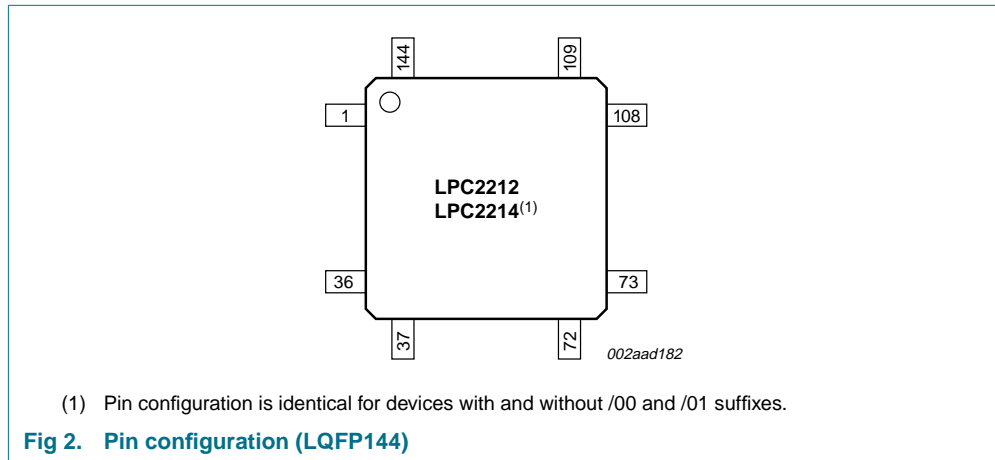 144
109
1
108
LPC2212
LPC2214(1)
36
73
37
72
002aad182
(1) Pin configuration is identical for devices with and without /00 and /01 suffixes.
Fig 2. Pin configuration (LQFP144)